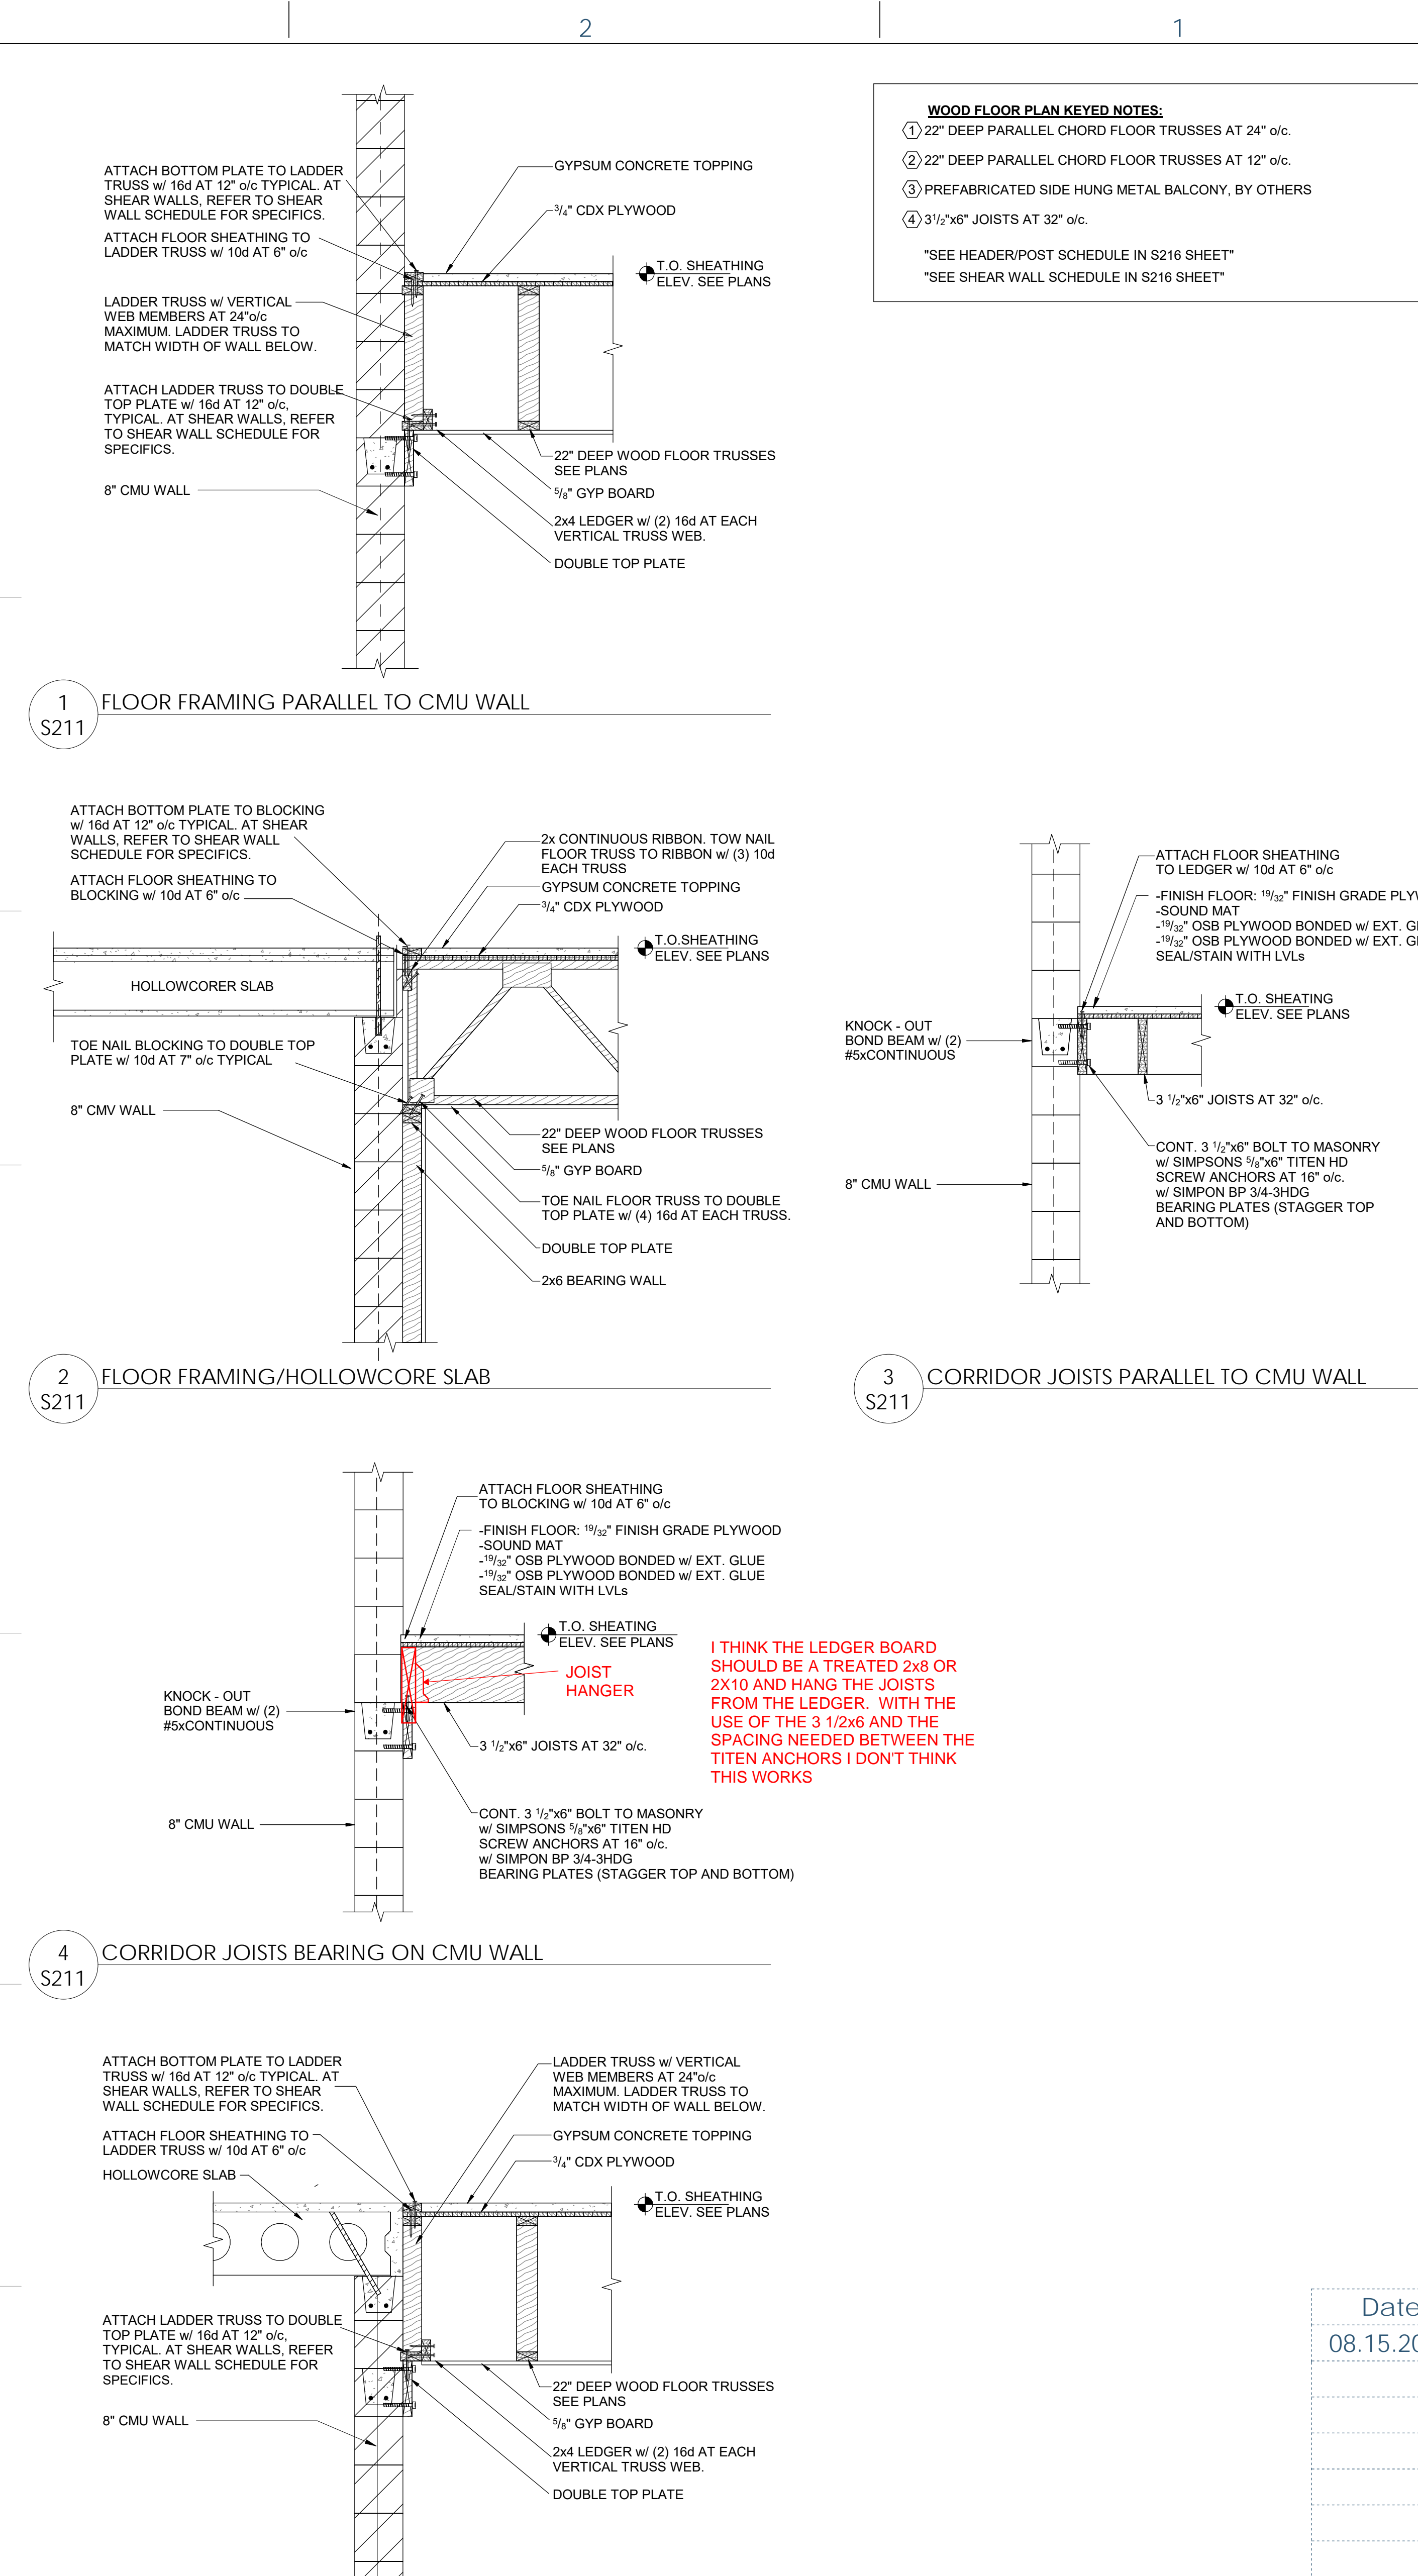 2
1
WOOD FLOOR PLAN KEYED NOTES:
1 22" DEEP PARALLEL CHORD FLOOR TRUSSES AT 24" o/c.
2 22" DEEP PARALLEL CHORD FLOOR TRUSSES AT 12" o/c.
3 PREFABRICATED SIDE HUNG METAL BALCONY, BY OTHERS
4 3 1/2"x6" JOISTS AT 32" o/c.
"SEE HEADER/POST SCHEDULE IN S216 SHEET"
"SEE SHEAR WALL SCHEDULE IN S216 SHEET"
ATTACH BOTTOM PLATE TO LADDER
TRUSS w/ 16d AT 12" o/c TYPICAL. AT
SHEAR WALLS, REFER TO SHEAR
WALL SCHEDULE FOR SPECIFICS.
ATTACH FLOOR SHEATHING TO
LADDER TRUSS w/ 10d AT 6" o/c
LADDER TRUSS w/ VERTICAL
WEB MEMBERS AT 24"o/c
MAXIMUM. LADDER TRUSS TO
MATCH WIDTH OF WALL BELOW.
ATTACH LADDER TRUSS TO DOUBLE
TOP PLATE w/ 16d AT 12" o/c,
TYPICAL. AT SHEAR WALLS, REFER
TO SHEAR WALL SCHEDULE FOR
SPECIFICS.
8" CMU WALL
GYPSUM CONCRETE TOPPING
3/4" CDX PLYWOOD
T.O. SHEATHING
ELEV. SEE PLANS
22" DEEP WOOD FLOOR TRUSSES
SEE PLANS
5/8" GYP BOARD
2x4 LEDGER w/ (2) 16d AT EACH
VERTICAL TRUSS WEB.
DOUBLE TOP PLATE
1
S211
FLOOR FRAMING PARALLEL TO CMU WALL
ATTACH BOTTOM PLATE TO BLOCKING
w/ 16d AT 12" o/c TYPICAL. AT SHEAR
WALLS, REFER TO SHEAR WALL
SCHEDULE FOR SPECIFICS.
ATTACH FLOOR SHEATHING TO
BLOCKING w/ 10d AT 6" o/c
HOLLOWCORER SLAB
TOE NAIL BLOCKING TO DOUBLE TOP
PLATE w/ 10d AT 7" o/c TYPICAL
8" CMV WALL
2x CONTINUOUS RIBBON. TOW NAIL
FLOOR TRUSS TO RIBBON w/ (3) 10d
EACH TRUSS
GYPSUM CONCRETE TOPPING
3/4" CDX PLYWOOD
T.O.SHEATHING
ELEV. SEE PLANS
22" DEEP WOOD FLOOR TRUSSES
SEE PLANS
5/8" GYP BOARD
TOE NAIL FLOOR TRUSS TO DOUBLE
TOP PLATE w/ (4) 16d AT EACH TRUSS.
DOUBLE TOP PLATE
2x6 BEARING WALL
2
S211
FLOOR FRAMING/HOLLOWCORE SLAB
ATTACH FLOOR SHEATHING
TO LEDGER w/ 10d AT 6" o/c
-FINISH FLOOR: 19/32" FINISH GRADE PLYW
-SOUND MAT
-19/32" OSB PLYWOOD BONDED w/ EXT. GL
-19/32" OSB PLYWOOD BONDED w/ EXT. GL
SEAL/STAIN WITH LVLs
T.O. SHEATING
ELEV. SEE PLANS
KNOCK - OUT
BOND BEAM w/ (2)
#5xCONTINUOUS
3 1/2"x6" JOISTS AT 32" o/c.
CONT. 3 1/2"x6" BOLT TO MASONRY
w/ SIMPSONS 5/8"x6" TITEN HD
SCREW ANCHORS AT 16" o/c.
w/ SIMPON BP 3/4-3HDG
BEARING PLATES (STAGGER TOP
AND BOTTOM)
8" CMU WALL
3
S211
CORRIDOR JOISTS PARALLEL TO CMU WALL
ATTACH FLOOR SHEATHING
TO BLOCKING w/ 10d AT 6" o/c
-FINISH FLOOR: 19/32" FINISH GRADE PLYWOOD
-SOUND MAT
-19/32" OSB PLYWOOD BONDED w/ EXT. GLUE
-19/32" OSB PLYWOOD BONDED w/ EXT. GLUE
SEAL/STAIN WITH LVLs
T.O. SHEATING
ELEV. SEE PLANS
JOIST
HANGER
I THINK THE LEDGER BOARD
SHOULD BE A TREATED 2x8 OR
2X10 AND HANG THE JOISTS
FROM THE LEDGER. WITH THE
USE OF THE 3 1/2x6 AND THE
SPACING NEEDED BETWEEN THE
TITEN ANCHORS I DON'T THINK
THIS WORKS
KNOCK - OUT
BOND BEAM w/ (2)
#5xCONTINUOUS
3 1/2"x6" JOISTS AT 32" o/c.
8" CMU WALL
CONT. 3 1/2"x6" BOLT TO MASONRY
w/ SIMPSONS 5/8"x6" TITEN HD
SCREW ANCHORS AT 16" o/c.
w/ SIMPON BP 3/4-3HDG
BEARING PLATES (STAGGER TOP AND BOTTOM)
4
S211
CORRIDOR JOISTS BEARING ON CMU WALL
ATTACH BOTTOM PLATE TO LADDER
TRUSS w/ 16d AT 12" o/c TYPICAL. AT
SHEAR WALLS, REFER TO SHEAR
WALL SCHEDULE FOR SPECIFICS.
ATTACH FLOOR SHEATHING TO
LADDER TRUSS w/ 10d AT 6" o/c
HOLLOWCORE SLAB
LADDER TRUSS w/ VERTICAL
WEB MEMBERS AT 24"o/c
MAXIMUM. LADDER TRUSS TO
MATCH WIDTH OF WALL BELOW.
GYPSUM CONCRETE TOPPING
3/4" CDX PLYWOOD
T.O. SHEATHING
ELEV. SEE PLANS
ATTACH LADDER TRUSS TO DOUBLE
TOP PLATE w/ 16d AT 12" o/c,
TYPICAL. AT SHEAR WALLS, REFER
TO SHEAR WALL SCHEDULE FOR
SPECIFICS.
8" CMU WALL
22" DEEP WOOD FLOOR TRUSSES
SEE PLANS
5/8" GYP BOARD
2x4 LEDGER w/ (2) 16d AT EACH
VERTICAL TRUSS WEB.
DOUBLE TOP PLATE
Date
08.15.20